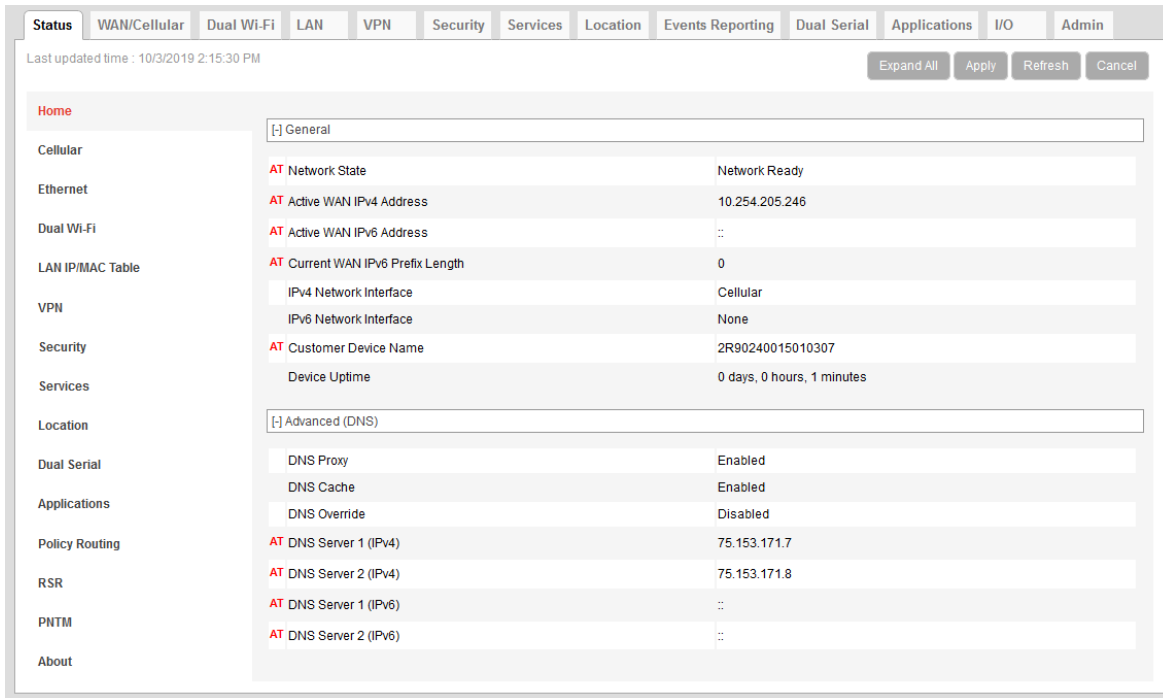 Status WAN/Cellular Dual Wi-Fi LAN VPN Security Services Location Events Reporting Dual Serial Applications I/O Admin
Last updated time : 10/3/2019 2:15:30 PM
Expand All Apply Refresh Cancel
Home
Cellular
Ethernet
Dual Wi-Fi
LAN IP/MAC Table
VPN
Security
Services
Location
Dual Serial
Applications
Policy Routing
RSR
PNTM
About
[-] General
AT Network State Network Ready
AT Active WAN IPv4 Address 10.254.205.246
AT Active WAN IPv6 Address ::
AT Current WAN IPv6 Prefix Length 0
IPv4 Network Interface Cellular
IPv6 Network Interface None
AT Customer Device Name 2R90240015010307
Device Uptime 0 days, 0 hours, 1 minutes
[-] Advanced (DNS)
DNS Proxy Enabled
DNS Cache Enabled
DNS Override Disabled
AT DNS Server 1 (IPv4) 75.153.171.7
AT DNS Server 2 (IPv4) 75.153.171.8
AT DNS Server 1 (IPv6) ::
AT DNS Server 2 (IPv6) ::